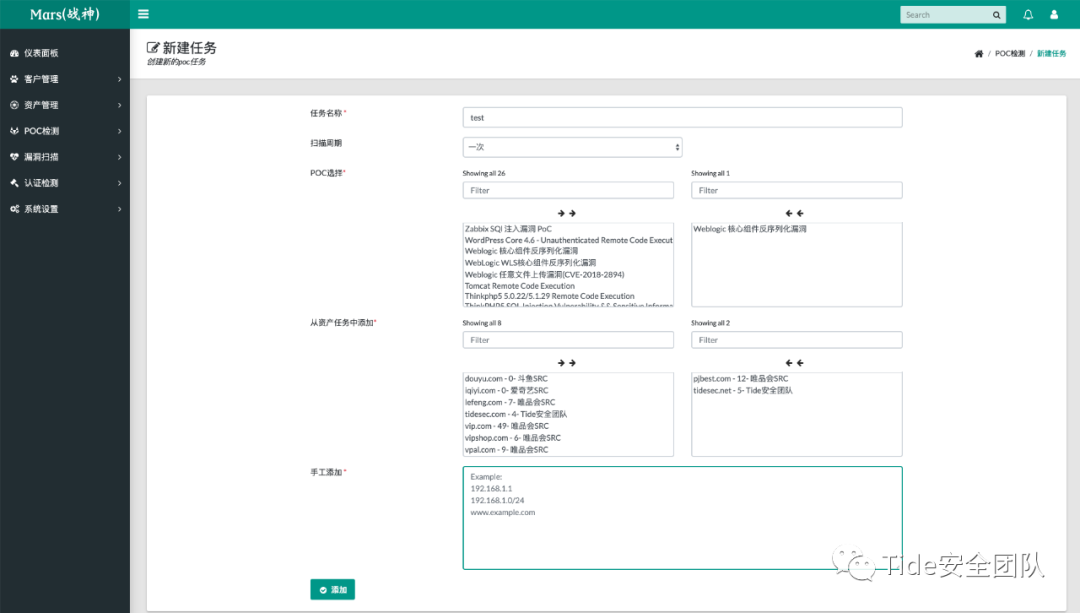 Mars(战神)
Search
仪表面板
客户管理
资产管理
POC检测
漏洞扫描
认证检测
系统设置
新建任务
创建新的poc任务
/ POC检测 / 新建任务
任务名称*
test
扫描周期
一次
POC选择*
Showing all 26
Filter
Zabbix SQl 注入漏洞 PoC
WordPress Core 4.6 - Unauthenticated Remote Code Execut
Weblogic 核心组件反序列化漏洞
WebLogic WLS核心组件反序列化漏洞
Weblogic 任意文件上传漏洞(CVE-2018-2894)
Tomcat Remote Code Execution
Thinkphp5 5.0.22/5.1.29 Remote Code Execution
ThinkPHP5 SQL Injection Vulnerability && Sensitive Informa
Showing all 1
Filter
Weblogic 核心组件反序列化漏洞
从资产任务中添加*
Showing all 8
Filter
douyu.com - 0- 斗鱼SRC
iqiyi.com - 0- 爱奇艺SRC
lefeng.com - 7- 唯品会SRC
tidesec.com - 4- Tide安全团队
vip.com - 49- 唯品会SRC
vipshop.com - 6- 唯品会SRC
vpal.com - 9- 唯品会SRC
Showing all 2
Filter
pjbest.com - 12- 唯品会SRC
tidesec.net - 5- Tide安全团队
手工添加*
Example:
192.168.1.1
192.168.1.0/24
www.example.com
添加
Tide安全团队